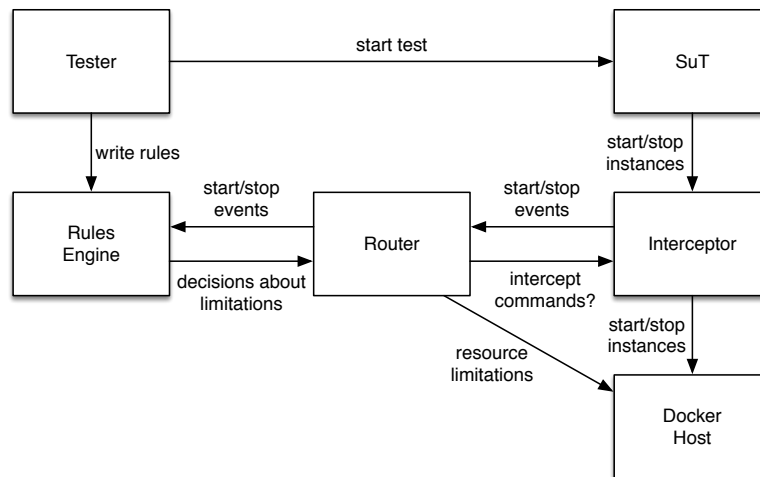 Tester
start test
SuT
write rules
start/stop
instances
Rules
Engine
start/stop
events
Router
start/stop
events
Interceptor
decisions about
limitations
intercept
commands?
start/stop
instances
resource
limitations
Docker
Host